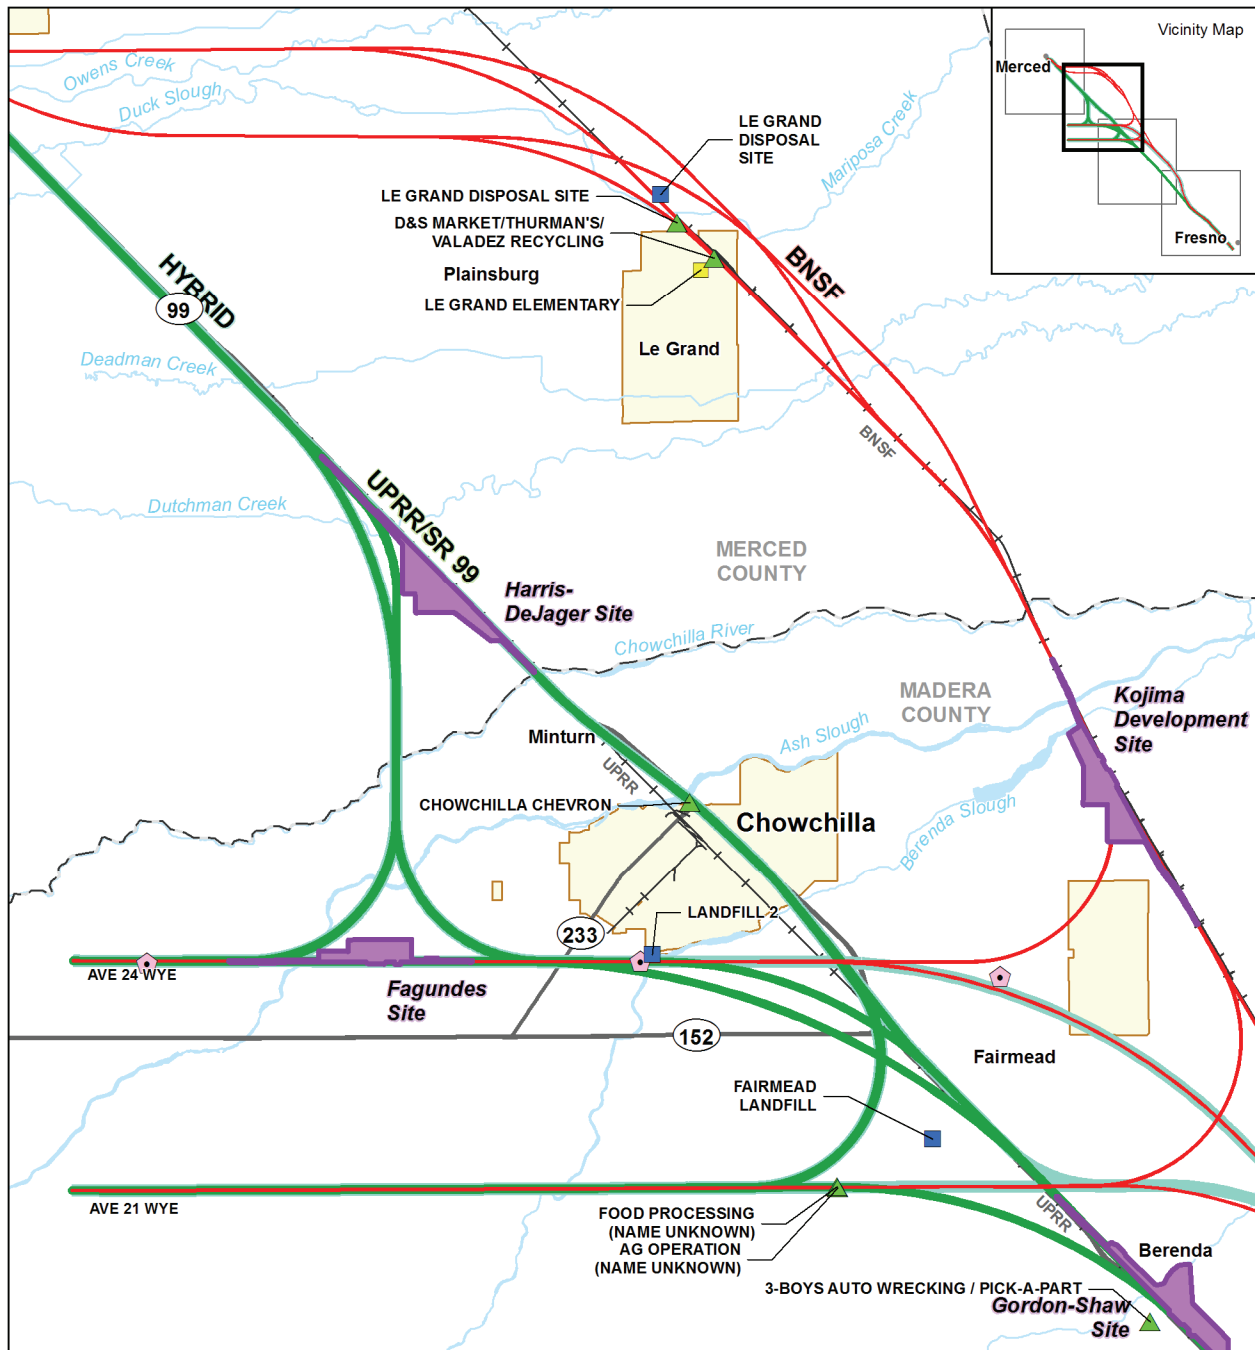 Vicinity Map
Merced
Fresno
Owens Creek
Duck Slough
Mariposa Creek
LE GRAND
DISPOSAL
SITE
LE GRAND DISPOSAL SITE
D&S MARKET/THURMAN'S/
VALADEZ RECYCLING
Plainsburg
LE GRAND ELEMENTARY
BNSF
HYBRID
99
Le Grand
Deadman Creek
BNSF
UPRR/SR 99
Dutchman Creek
MERCED
COUNTY
Harris-
DeJager Site
Chowchilla River
MADERA
COUNTY
Kojima
Development
Site
Ash Slough
Minturn
UPRR
CHOWCHILLA CHEVRON
Chowchilla
Berenda Slough
LANDFILL 2
233
AVE 24 WYE
Fagundes
Site
152
Fairmead
FAIRMEAD
LANDFILL
AVE 21 WYE
FOOD PROCESSING
(NAME UNKNOWN)
AG OPERATION
(NAME UNKNOWN)
UPRR
Berenda
3-BOYS AUTO WRECKING / PICK-A-PART
Gordon-Shaw
Site